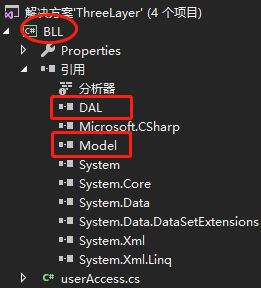 解决方案'ThreeLayer' (4 个项目)
C# BLL
Properties
引用
分析器
DAL
Microsoft.CSharp
Model
System
System.Core
System.Data
System.Data.DataSetExtensions
System.Xml
System.Xml.Linq
C# userAccess.cs